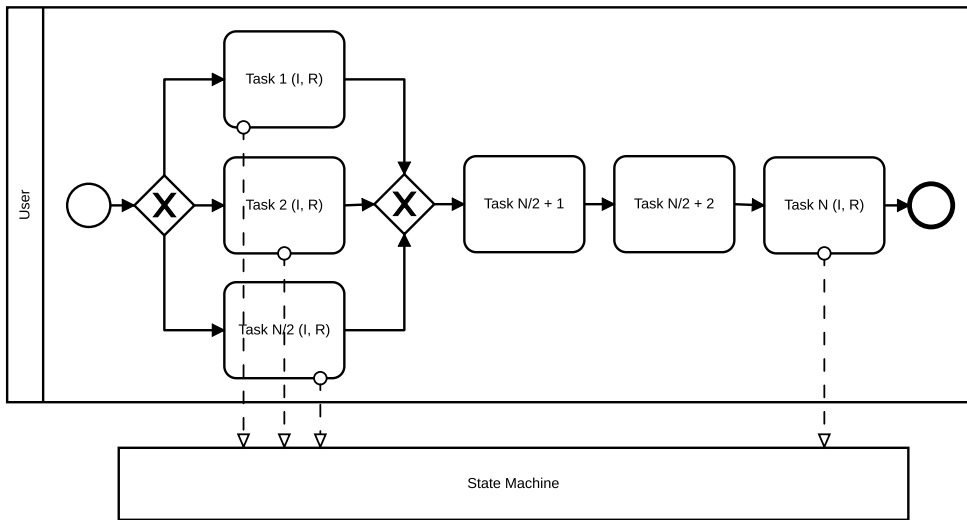 User
Task 1 (I, R)
Task 2 (I, R)
Task N/2 (I, R)
X
X
Task N/2 + 1
Task N/2 + 2
Task N (I, R)
State Machine